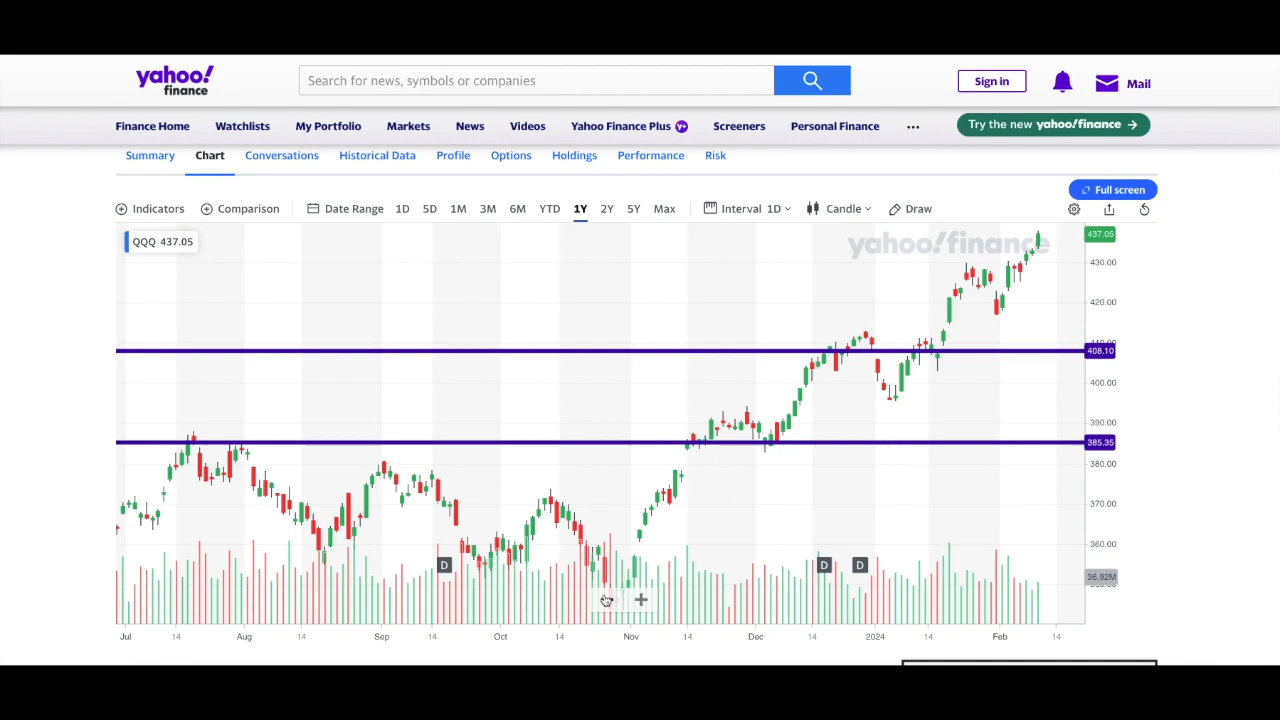 yahoo!
finance
Search for news, symbols or companies
Sign in
Mail
Finance Home Watchlists My Portfolio Markets News Videos Yahoo Finance Plus Y+ Screeners Personal Finance ••• Try the new yahoo!finance →
Summary Chart Conversations Historical Data Profile Options Holdings Performance Risk
Full screen
Indicators Comparison Date Range 1D 5D 1M 3M 6M YTD 1Y 2Y 5Y Max Interval 1D Candle Draw
QQQ 437.05
yahoo!finance
437.05
430.00
420.00
408.10
400.00
390.00
385.35
380.00
370.00
360.00
D D D
36.92M
+
Jul 14 Aug 14 Sep 14 Oct 14 Nov 14 Dec 14 2024 14 Feb 14